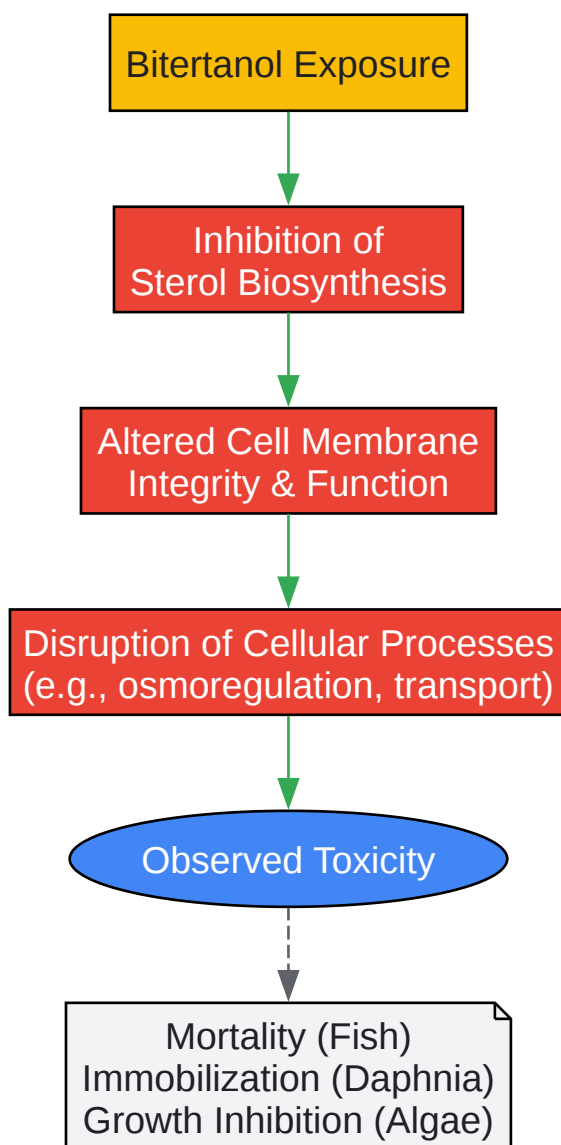 Bitertanol Exposure
Inhibition of
Sterol Biosynthesis
Altered Cell Membrane
Integrity & Function
Disruption of Cellular Processes
(e.g., osmoregulation, transport)
Observed Toxicity
Mortality (Fish)
Immobilization (Daphnia)
Growth Inhibition (Algae)